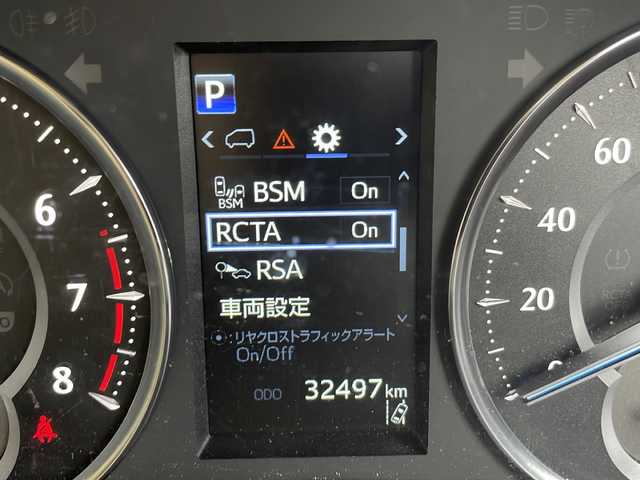 P
BSM
BSM On
RCTA On
RSA
車両設定
:リヤクロストラフィックアラート
On/Off
ODO 32497 km
6
7
8
60
40
20